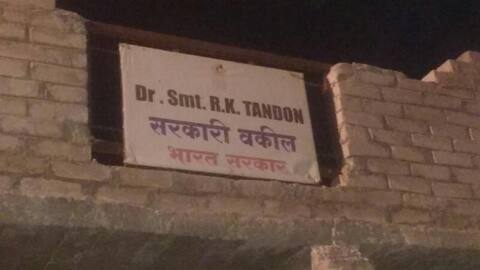 Dr . Smt. R.K. TANDON
सरकारी वकील
भारत सरकार